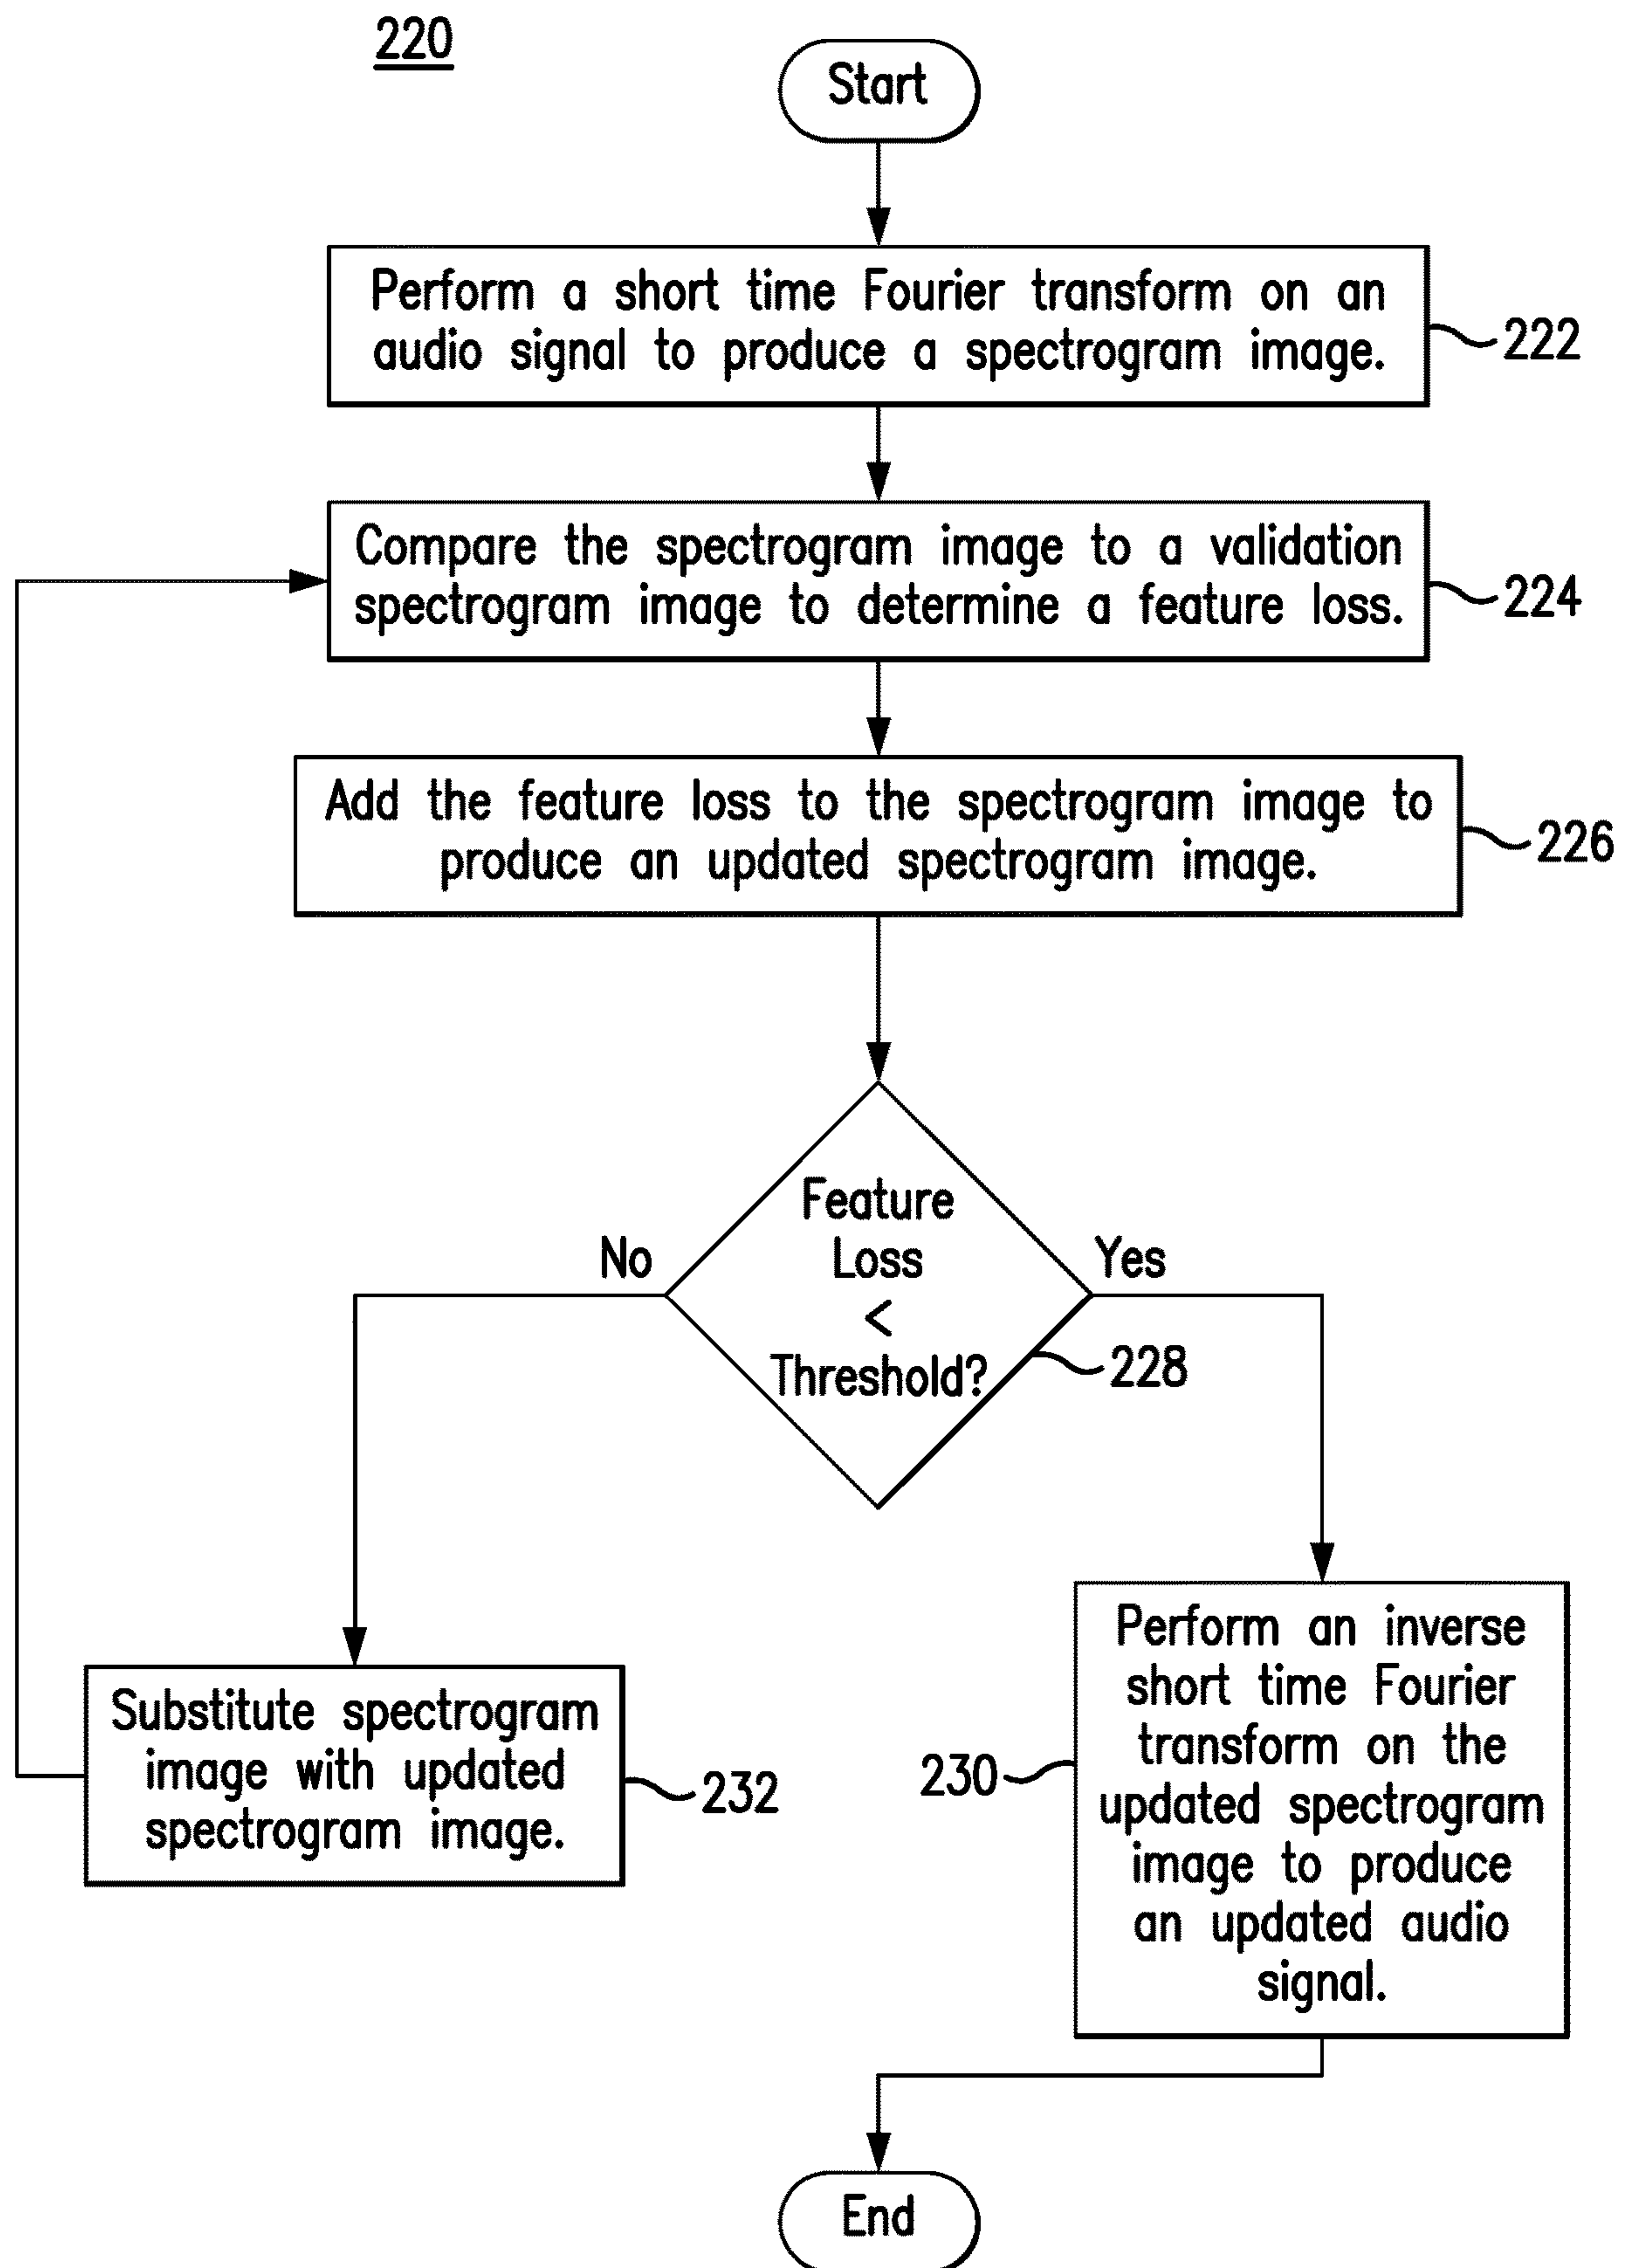 220
Start
Perform a short time Fourier transform on an
audio signal to produce a spectrogram image.
222
Compare the spectrogram image to a validation
spectrogram image to determine a feature loss.
224
Add the feature loss to the spectrogram image to
produce an updated spectrogram image.
226
Feature
Loss
<
Threshold?
No
Yes
228
Substitute spectrogram
image with updated
spectrogram image.
232
Perform an inverse
short time Fourier
transform on the
updated spectrogram
image to produce
an updated audio
signal.
230
End